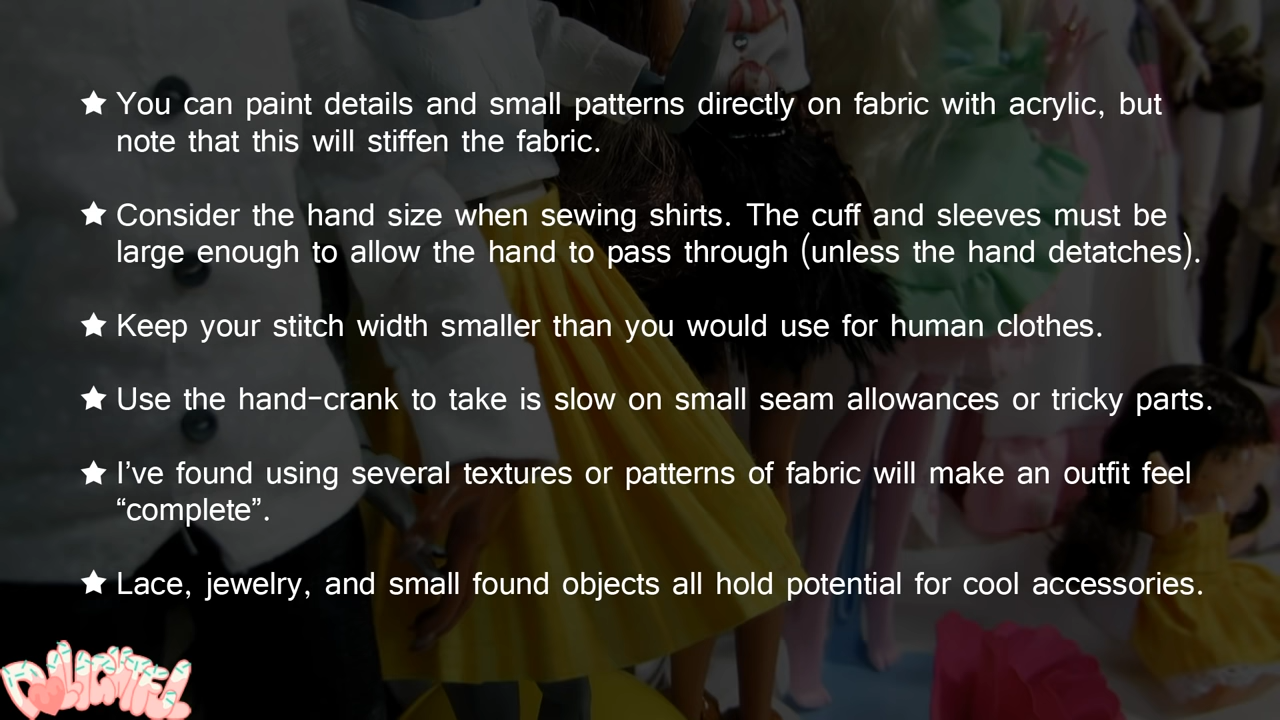 You can paint details and small patterns directly on fabric with acrylic, but
note that this will stiffen the fabric.
Consider the hand size when sewing shirts. The cuff and sleeves must be
large enough to allow the hand to pass through (unless the hand detatches).
Keep your stitch width smaller than you would use for human clothes.
Use the hand-crank to take is slow on small seam allowances or tricky parts.
I’ve found using several textures or patterns of fabric will make an outfit feel
“complete”.
Lace, jewelry, and small found objects all hold potential for cool accessories.